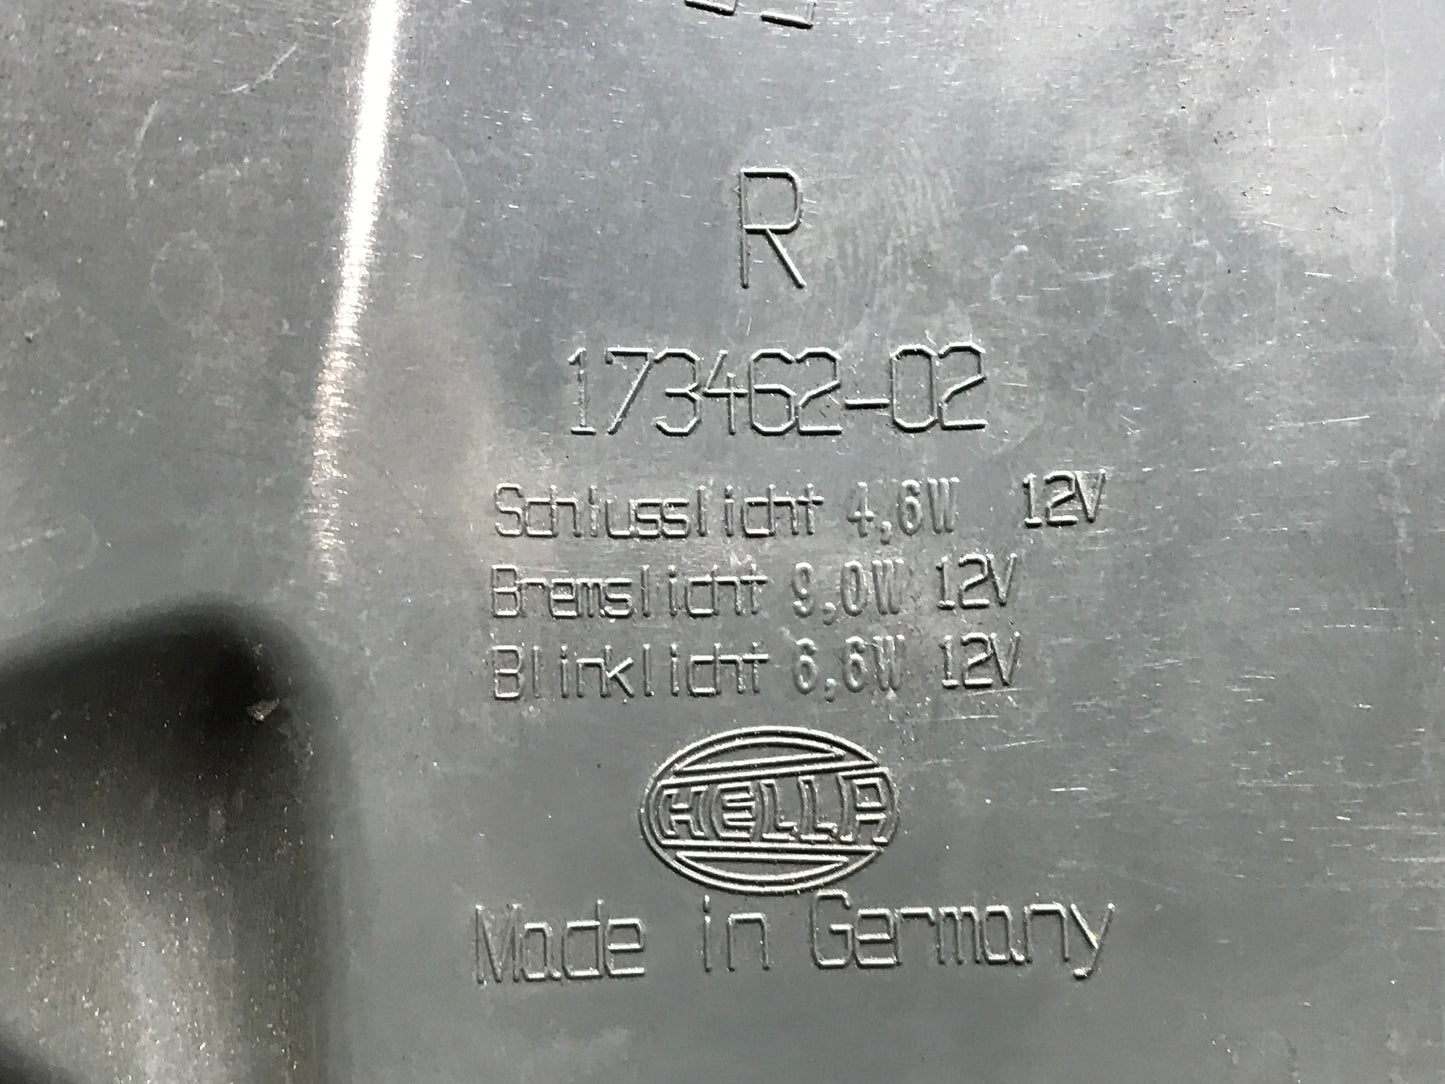 R
173462-02
Schlusslicht 4,6W 12V
Bremslicht 9,0W 12V
Blinklicht 6,6W 12V
HELLA
Made in Germany